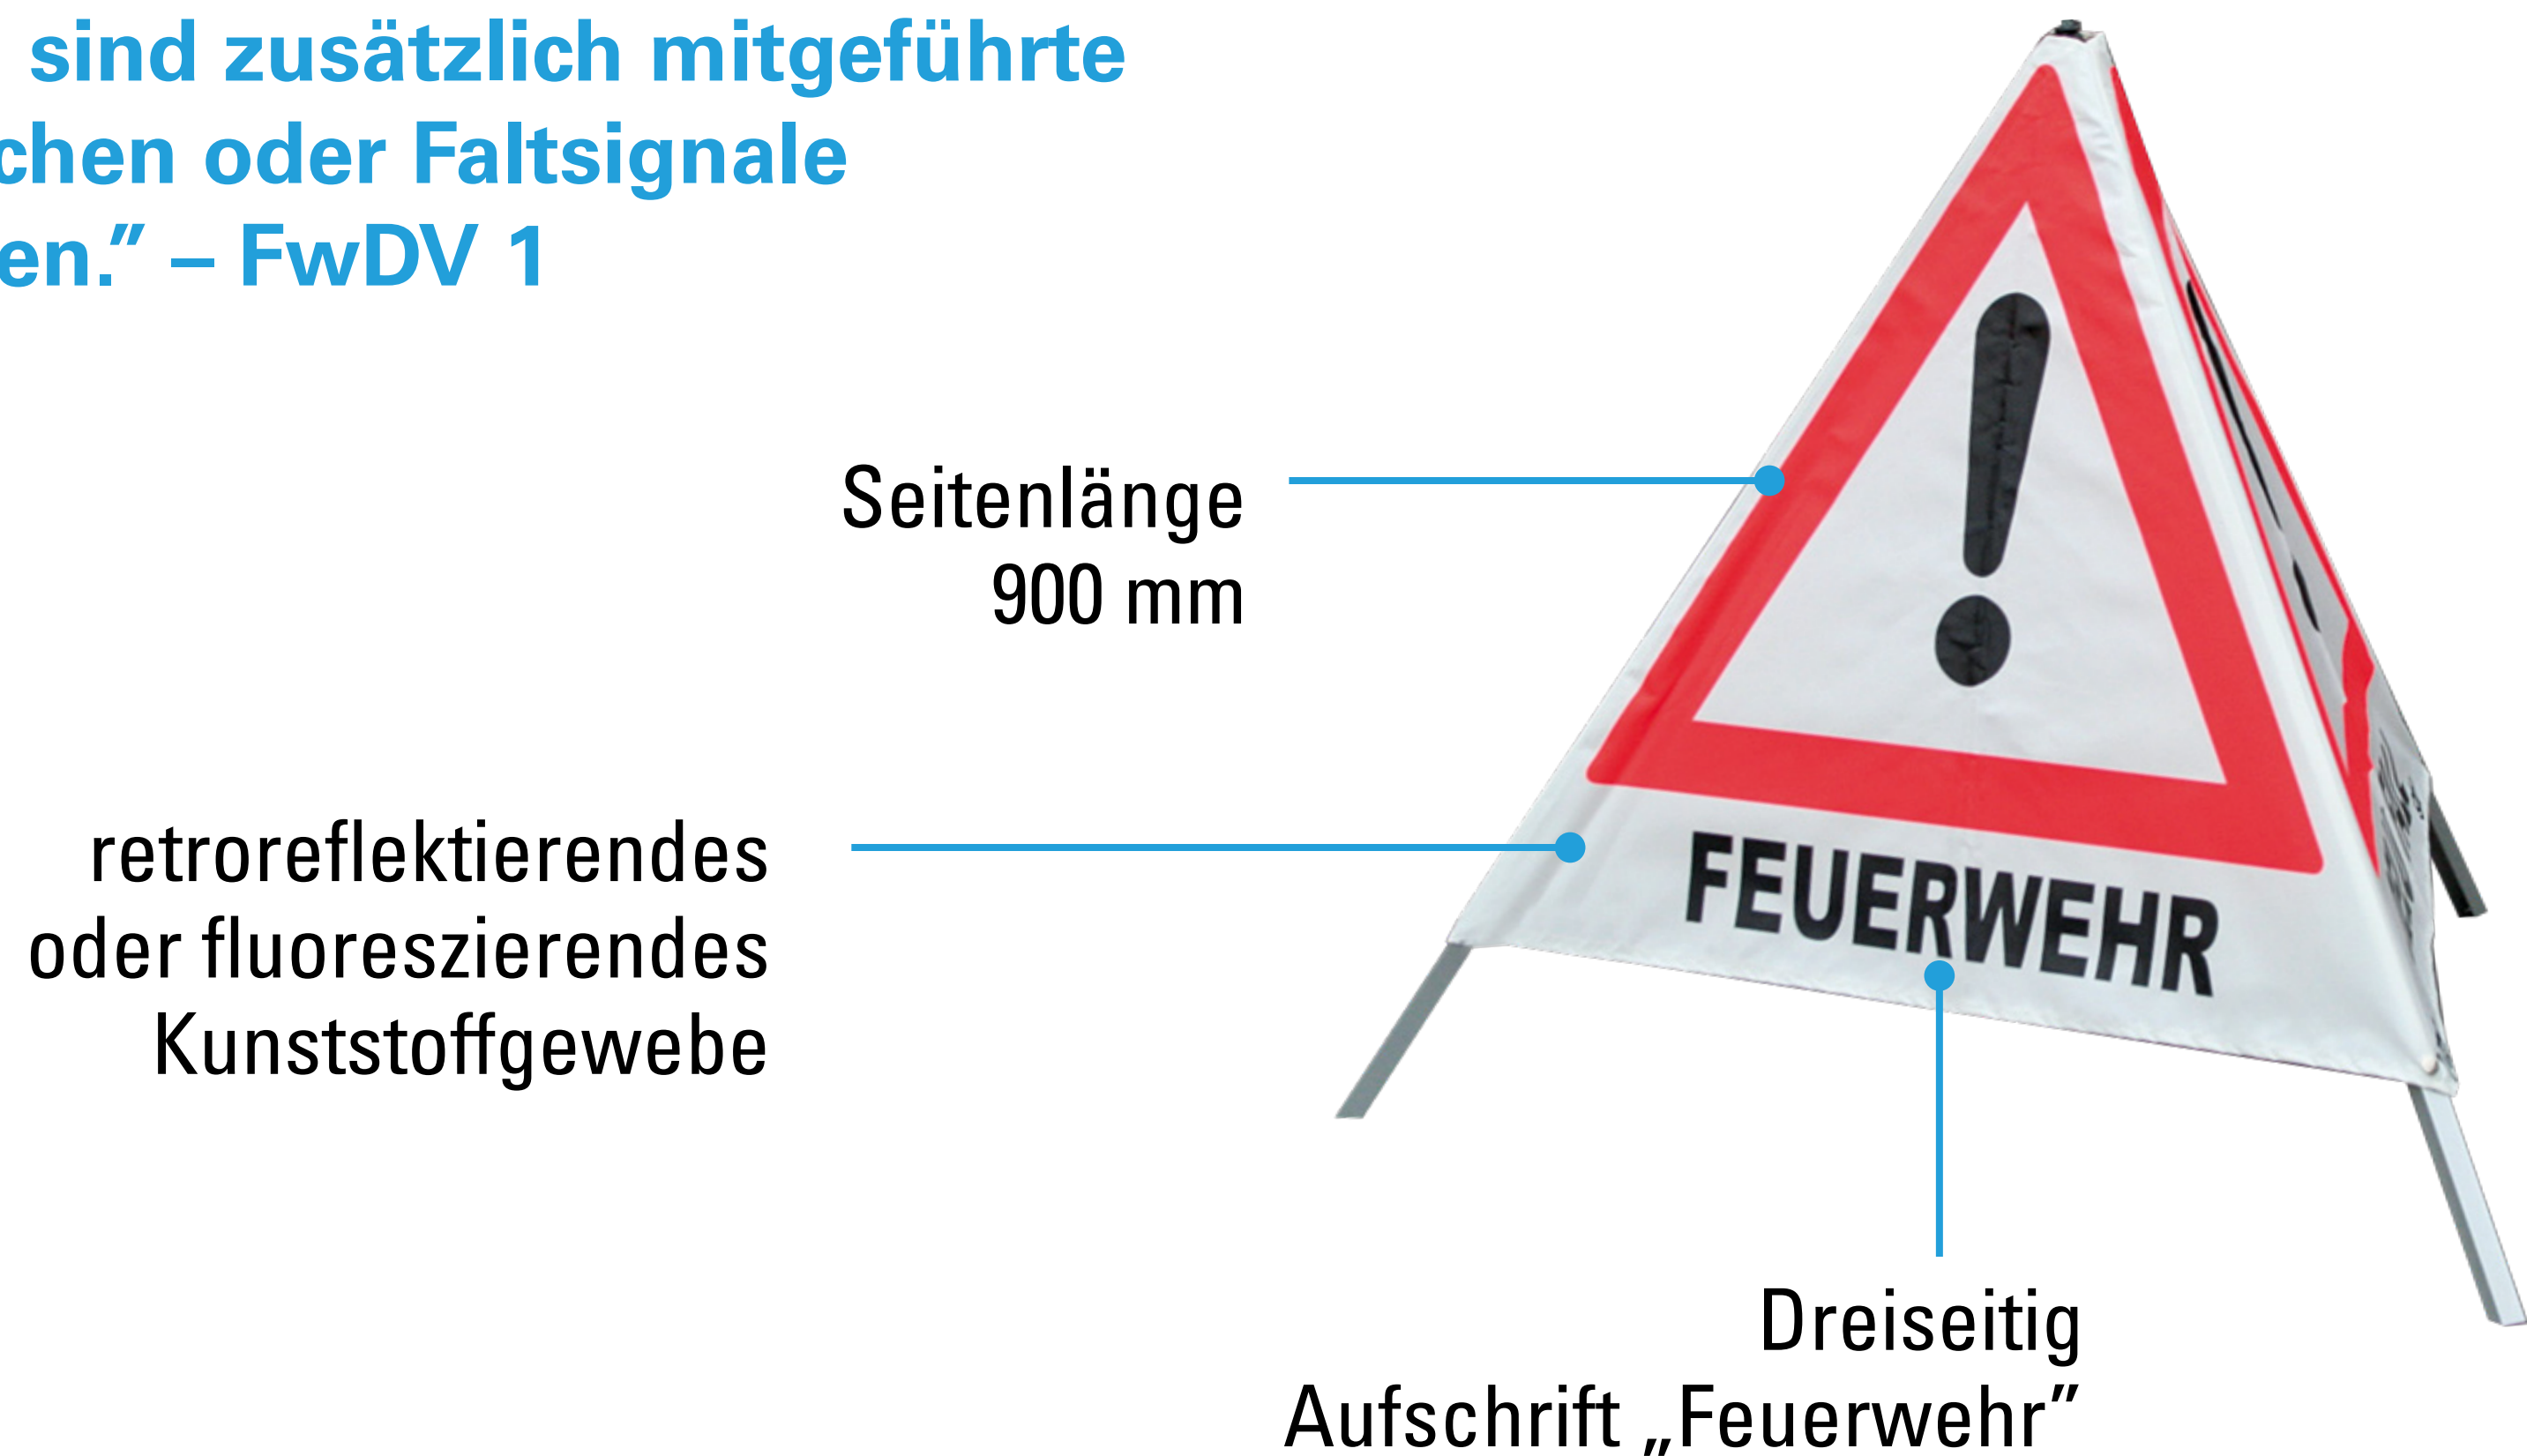 sind zusätzlich mitgeführte
chen oder Faltsignale
en.” – FwDV 1
Seitenlänge
900 mm
retroreflektierendes
oder fluoreszierendes
Kunststoffgewebe
FEUERWEHR
Dreiseitig
Aufschrift „Feuerwehr”